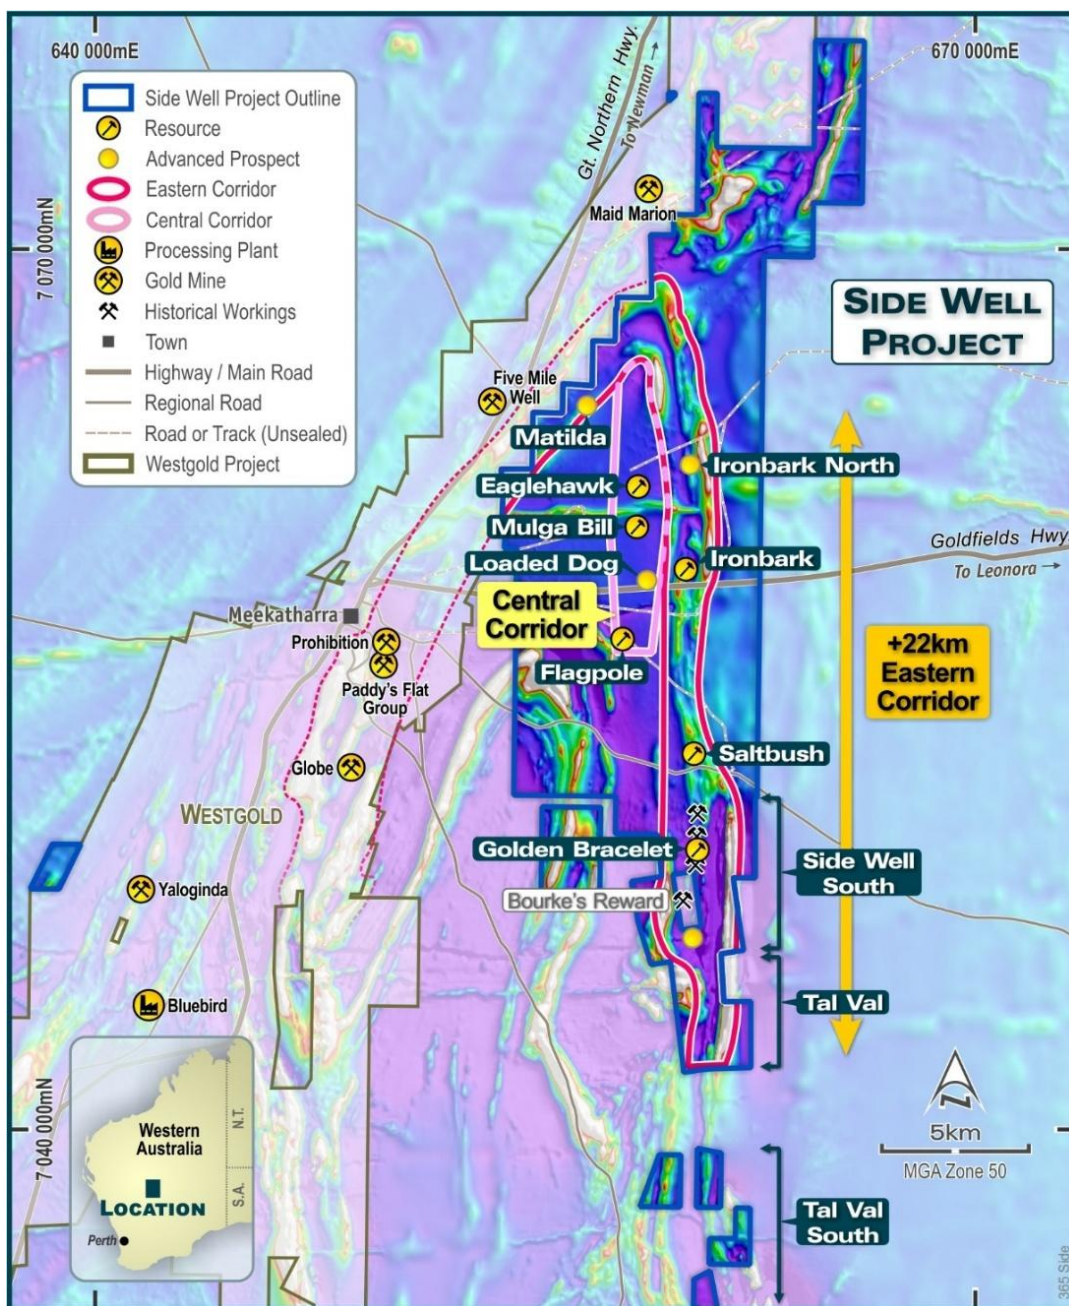 640 000mE
670 000mE
Gt. Northern Hwy.
To Newman →
Side Well Project Outline
Resource
Advanced Prospect
Eastern Corridor
Central Corridor
Processing Plant
Gold Mine
Historical Workings
Town
Highway / Main Road
Regional Road
Road or Track (Unsealed)
Westgold Project
7 070 000mN
Maid Marion
SIDE WELL
PROJECT
Five Mile
Well
Matilda
Ironbark North
Eaglehawk
Mulga Bill
Goldfields Hwy.
To Leonora →
Loaded Dog
Ironbark
Central
Corridor
Meekatharra
Prohibition
Paddy's Flat
Group
Flagpole
+22km
Eastern
Corridor
Saltbush
Globe
WESTGOLD
Golden Bracelet
Side Well
South
Yaloginda
Bourke's Reward
Bluebird
Tal Val
Western
Australia
N.T.
S.A.
LOCATION
Perth
7 040 000mN
N
5km
MGA Zone 50
Tal Val
South
365 Side